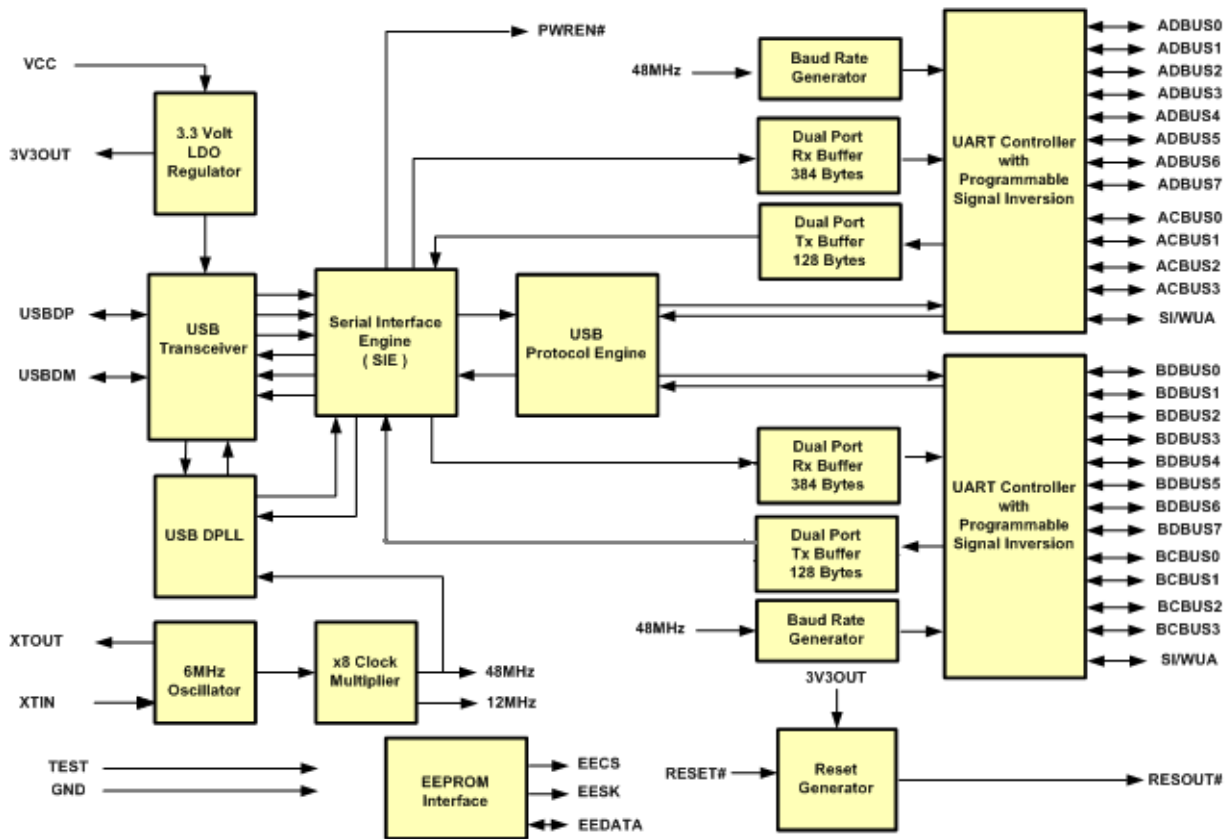 PWREN#
VCC
48MHz
Baud Rate
Generator
ADBUS0
ADBUS1
ADBUS2
ADBUS3
ADBUS4
ADBUS5
ADBUS6
ADBUS7
ACBUS0
ACBUS1
ACBUS2
ACBUS3
SI/WUA
3.3 Volt
LDO
Regulator
3V3OUT
Dual Port
Rx Buffer
384 Bytes
UART Controller
with
Programmable
Signal Inversion
Dual Port
Tx Buffer
128 Bytes
USBDP
USBDM
USB
Transceiver
Serial Interface
Engine
( SIE )
USB
Protocol Engine
BDBUS0
BDBUS1
BDBUS2
BDBUS3
BDBUS4
BDBUS5
BDBUS6
BDBUS7
BCBUS0
BCBUS1
BCBUS2
BCBUS3
SI/WUA
Dual Port
Rx Buffer
384 Bytes
UART Controller
with
Programmable
Signal Inversion
USB DPLL
Dual Port
Tx Buffer
128 Bytes
48MHz
Baud Rate
Generator
XTOUT
XTIN
6MHz
Oscillator
x8 Clock
Multiplier
48MHz
12MHz
3V3OUT
TEST
GND
EEPROM
Interface
EECS
EESK
EEDATA
RESET#
Reset
Generator
RESOUT#